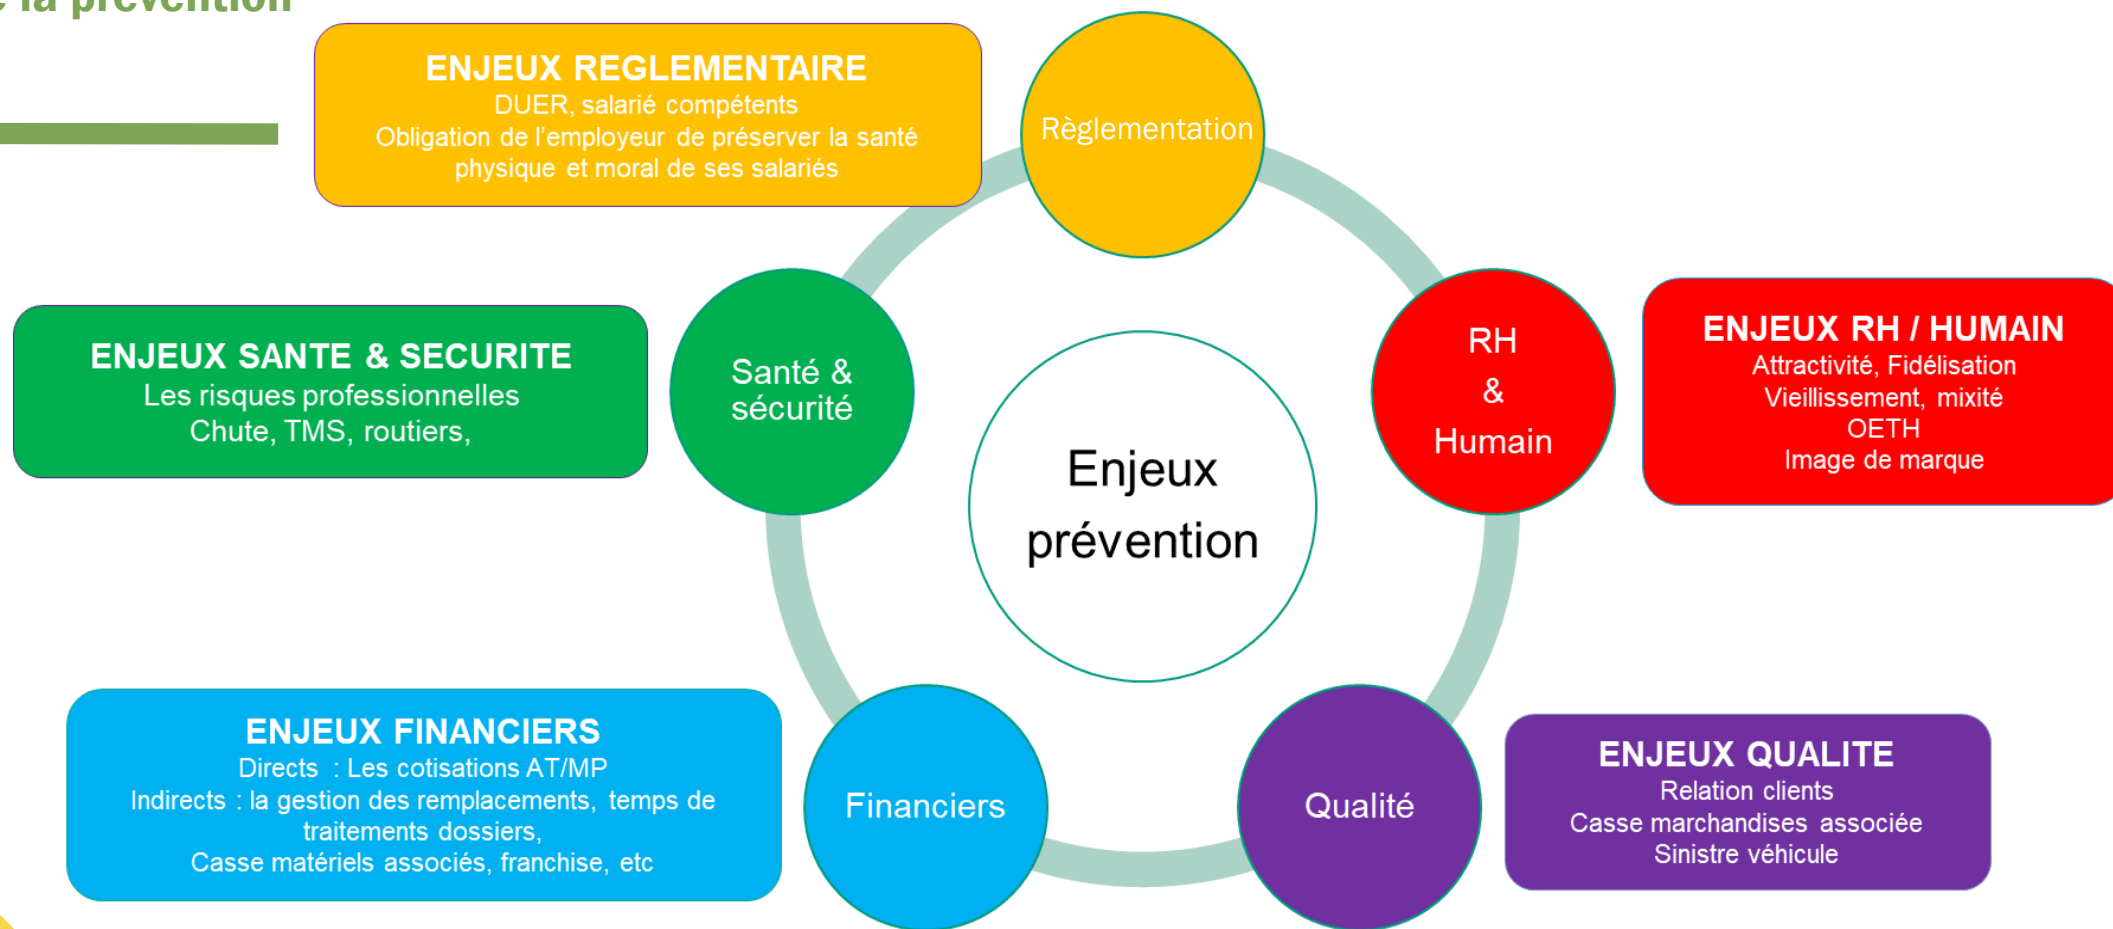 la prévention
ENJEUX REGLEMENTAIRE
DUER, salarié compétents
Obligation de l'employeur de préserver la santé
physique et moral de ses salariés
Règlementation
ENJEUX SANTE & SECURITE
Les risques professionnelles
Chute, TMS, routiers,
Santé &
sécurité
RH
&
Humain
ENJEUX RH / HUMAIN
Attractivité, Fidélisation
Vieillissement, mixité
OETH
Image de marque
Enjeux
prévention
ENJEUX FINANCIERS
Directs : Les cotisations AT/MP
Indirects : la gestion des remplacements, temps de
traitements dossiers,
Casse matériels associés, franchise, etc
Financiers
Qualité
ENJEUX QUALITE
Relation clients
Casse marchandises associée
Sinistre véhicule